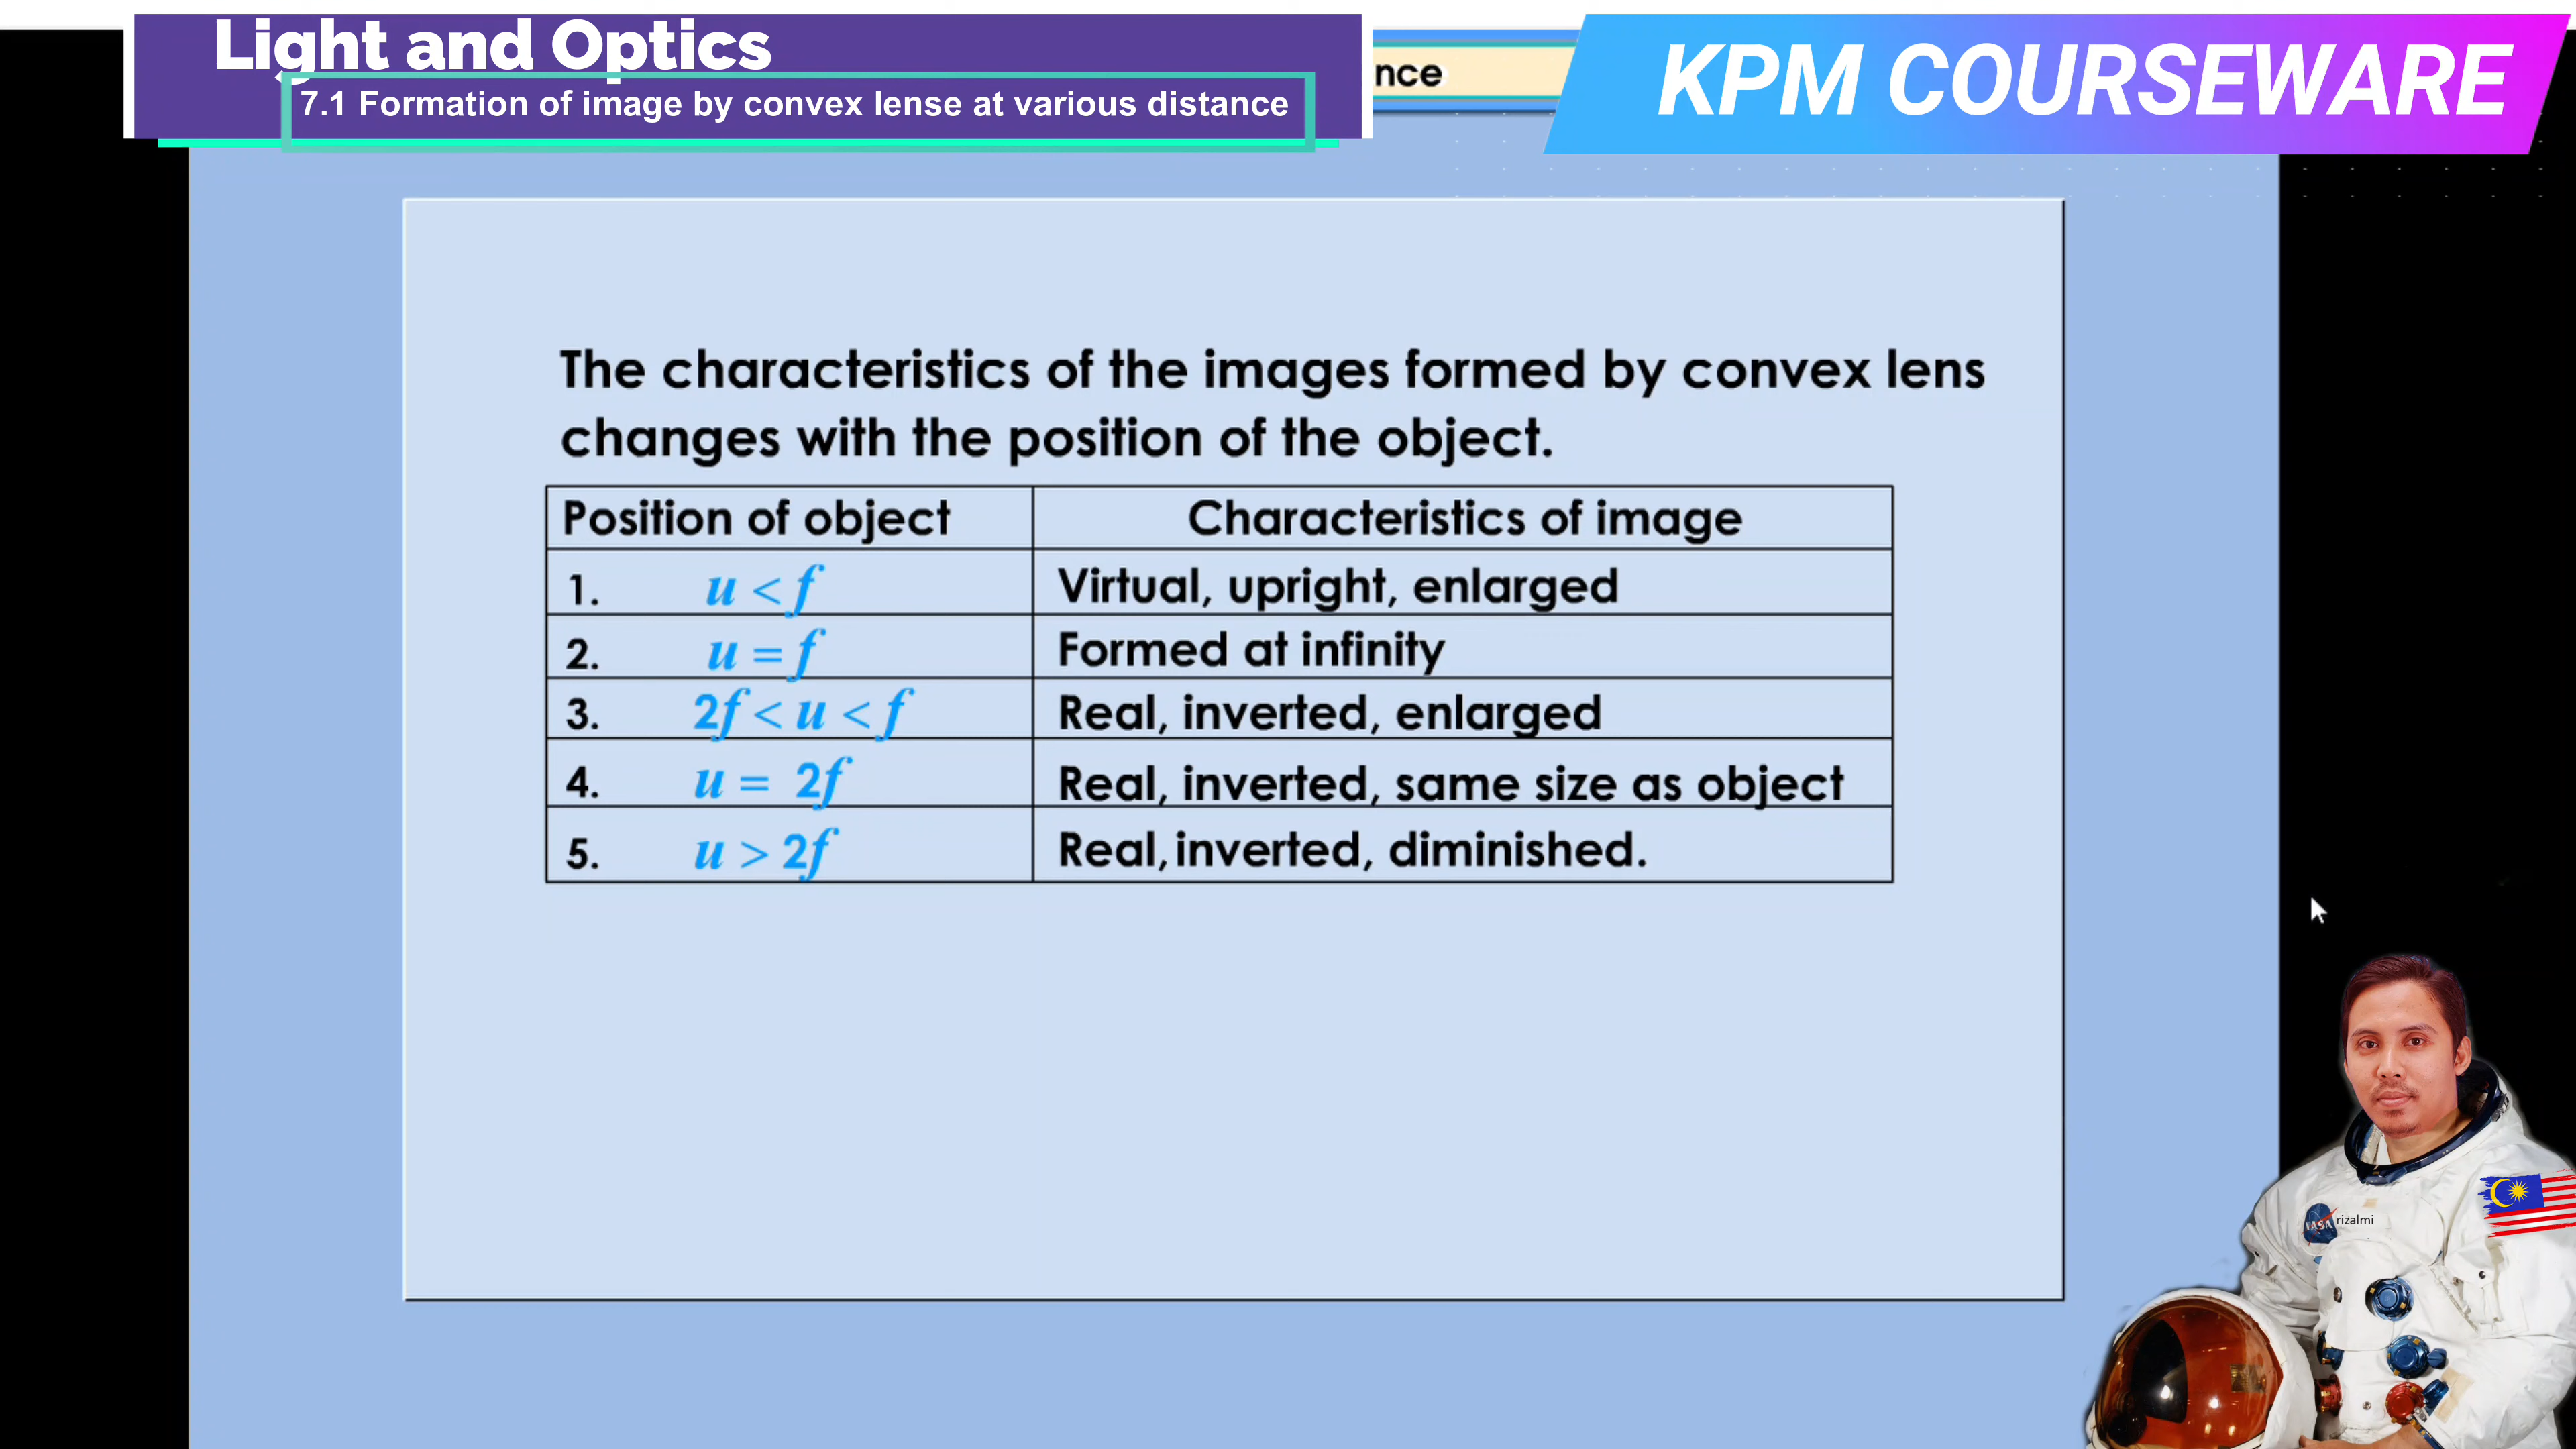 Light and Optics
7.1 Formation of image by convex lense at various distance
nce
KPM COURSEWARE
The characteristics of the images formed by convex lens
changes with the position of the object.
Position of object Characteristics of image
1. u < f Virtual, upright, enlarged
2. u = f Formed at infinity
3. 2f < u < f Real, inverted, enlarged
4. u = 2f Real, inverted, same size as object
5. u > 2f Real, inverted, diminished.
NASA rizalmi